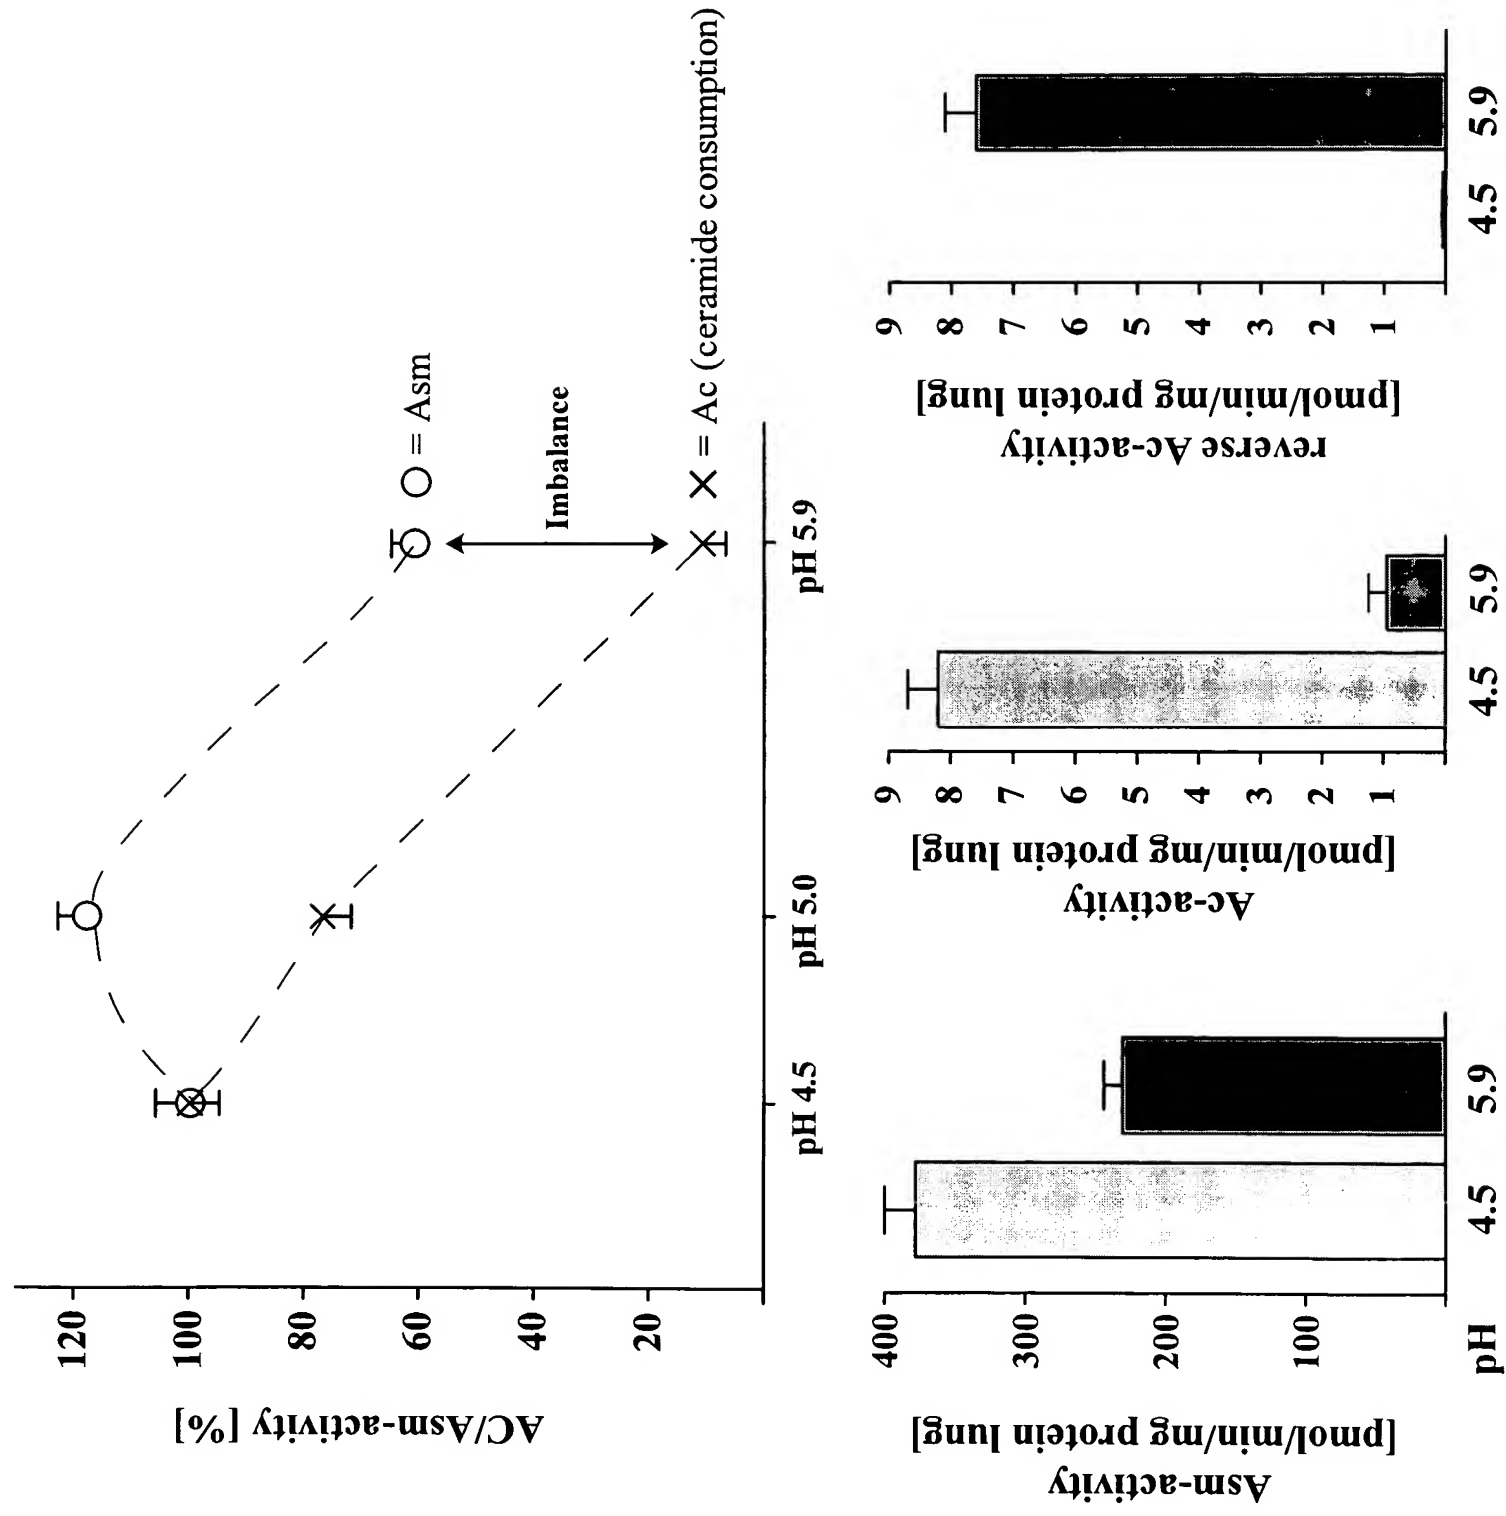 AC/Asm-activity [%]
120
100
80
60
40
20
pH 4.5
pH 5.0
pH 5.9
O = Asm
Imbalance
X = Ac (ceramide consumption)
Asm-activity
[pmol/min/mg protein lung]
400
300
200
100
pH
4.5
5.9
Ac-activity
[pmol/min/mg protein lung]
9
8
7
6
5
4
3
2
1
4.5
5.9
reverse Ac-activity
[pmol/min/mg protein lung]
9
8
7
6
5
4
3
2
1
4.5
5.9